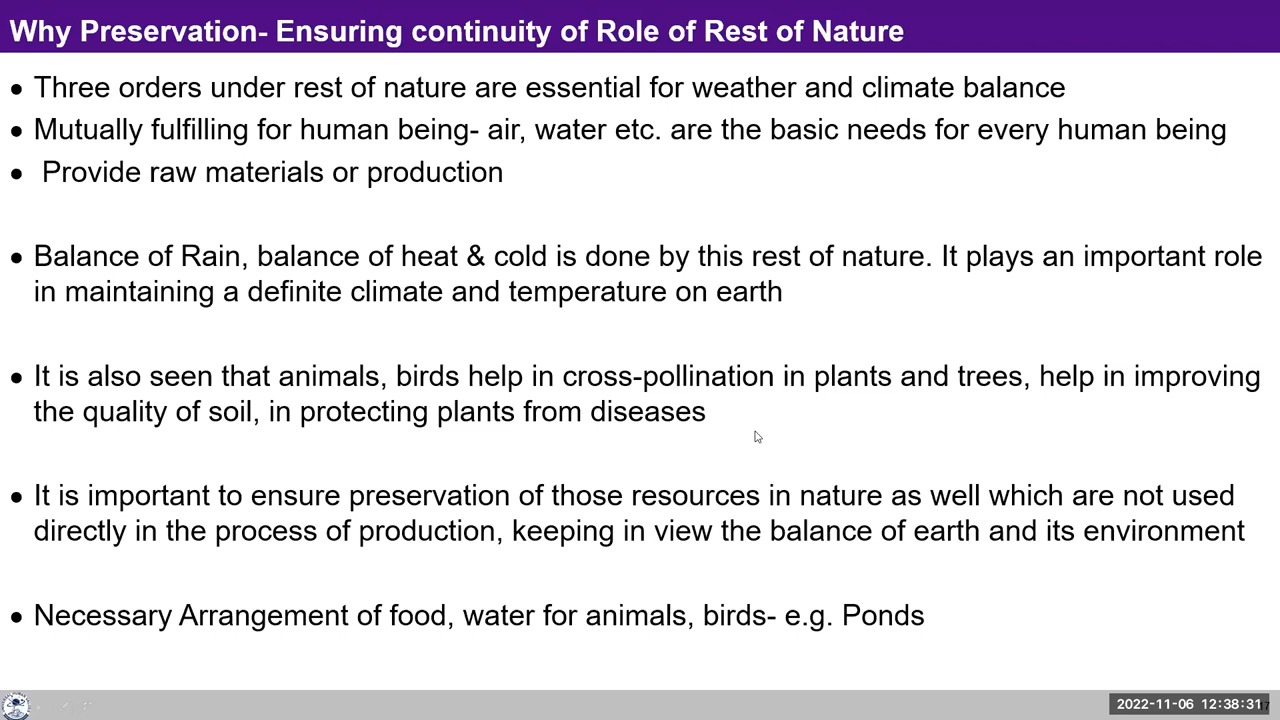 Why Preservation- Ensuring continuity of Role of Rest of Nature
• Three orders under rest of nature are essential for weather and climate balance
• Mutually fulfilling for human being- air, water etc. are the basic needs for every human being
• Provide raw materials or production
• Balance of Rain, balance of heat & cold is done by this rest of nature. It plays an important role
in maintaining a definite climate and temperature on earth
• It is also seen that animals, birds help in cross-pollination in plants and trees, help in improving
the quality of soil, in protecting plants from diseases
• It is important to ensure preservation of those resources in nature as well which are not used
directly in the process of production, keeping in view the balance of earth and its environment
• Necessary Arrangement of food, water for animals, birds- e.g. Ponds
2022-11-06 12:38:31